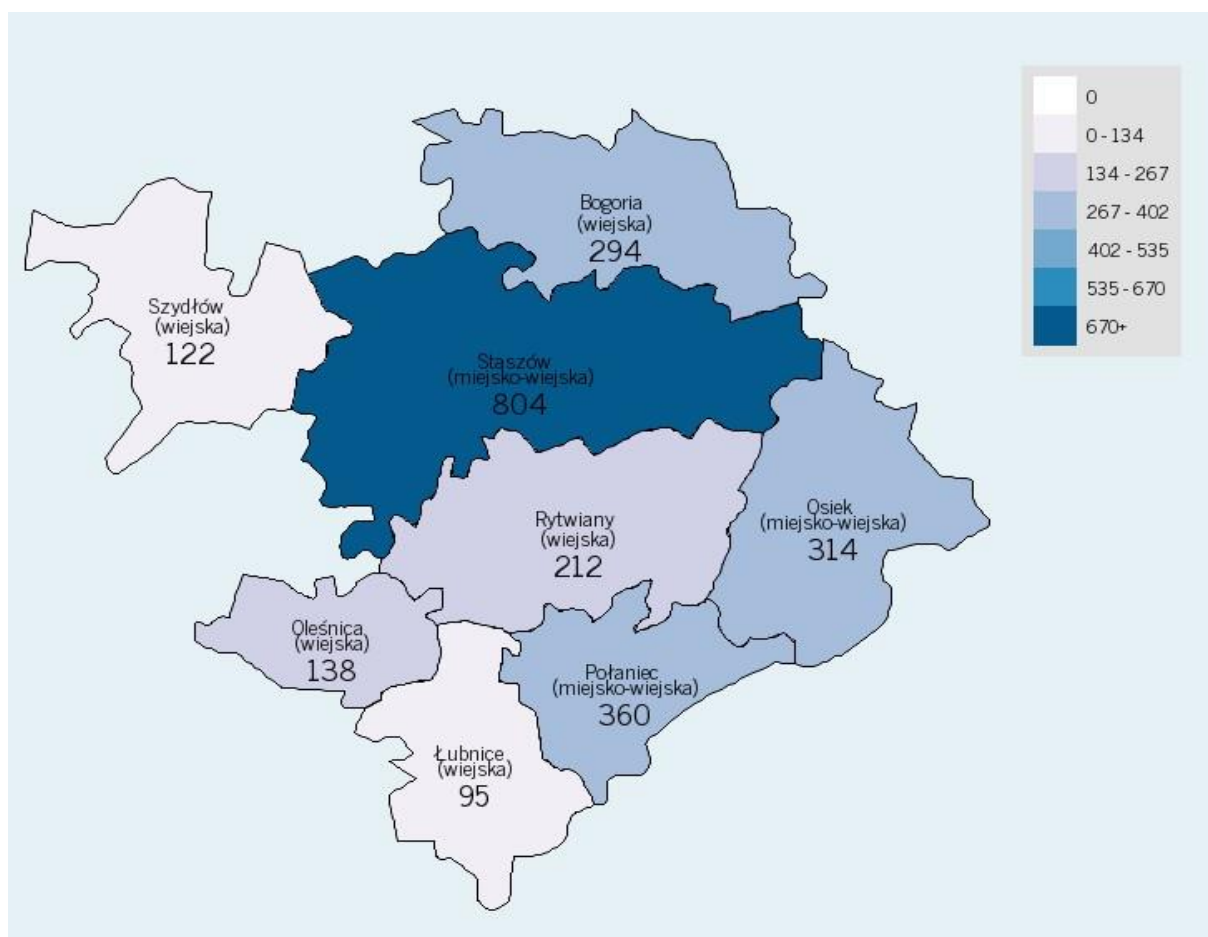 0
0 - 134
134 - 267
267 - 402
402 - 535
535 - 670
670+
Bogoria
(wiejska)
294
Szydłów
(wiejska)
122
Staszów
(miejsko-wiejska)
804
Osiek
(miejsko-wiejska)
314
Rytwiany
(wiejska)
212
Oleśnica
(wiejska)
138
Połaniec
(miejsko-wiejska)
360
Łubnice
(wiejska)
95